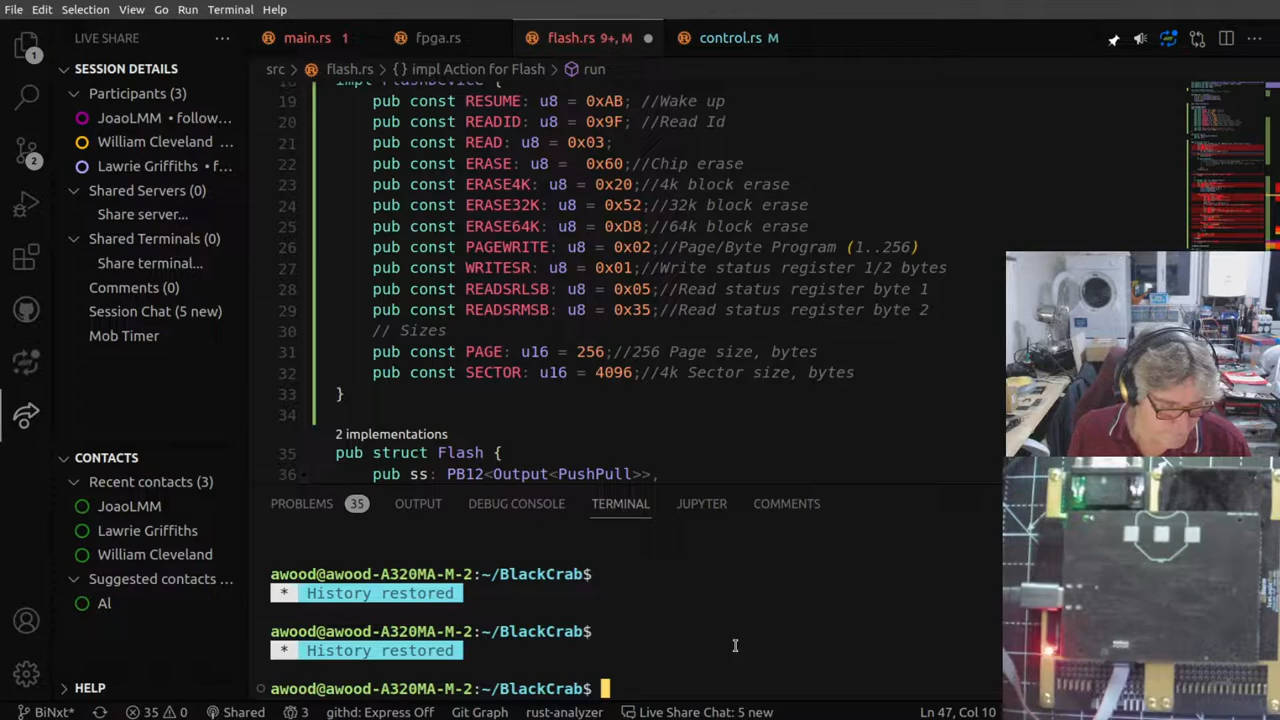 File Edit Selection View Go Run Terminal Help
LIVE SHARE ···
main.rs 1
fpga.rs
flash.rs 9+, M
control.rs M
SESSION DETAILS
Participants (3)
JoaoLMM • follow...
William Cleveland ...
Lawrie Griffiths • f...
Shared Servers (0)
Share server...
Shared Terminals (0)
Share terminal...
Comments (0)
Session Chat (5 new)
Mob Timer
CONTACTS
Recent contacts (3)
JoaoLMM
Lawrie Griffiths
William Cleveland
Suggested contacts ...
Al
HELP
1
2
src > flash.rs > {} impl Action for Flash > run
18 impl FlashDevice {
19 pub const RESUME: u8 = 0xAB; //Wake up
20 pub const READID: u8 = 0x9F; //Read Id
21 pub const READ: u8 = 0x03;
22 pub const ERASE: u8 =  0x60;//Chip erase
23 pub const ERASE4K: u8 = 0x20;//4k block erase
24 pub const ERASE32K: u8 = 0x52;//32k block erase
25 pub const ERASE64K: u8 = 0xD8;//64k block erase
26 pub const PAGEWRITE: u8 = 0x02;//Page/Byte Program (1..256)
27 pub const WRITESR: u8 = 0x01;//Write status register 1/2 bytes
28 pub const READSRLSB: u8 = 0x05;//Read status register byte 1
29 pub const READSRMSB: u8 = 0x35;//Read status register byte 2
30 // Sizes
31 pub const PAGE: u16 = 256;//256 Page size, bytes
32 pub const SECTOR: u16 = 4096;//4k Sector size, bytes
33 }
34
2 implementations
35 pub struct Flash {
36 pub ss: PB12<Output<PushPull>>,
PROBLEMS 35 OUTPUT DEBUG CONSOLE TERMINAL JUPYTER COMMENTS
awood@awood-A320MA-M-2:~/BlackCrab$
* History restored
awood@awood-A320MA-M-2:~/BlackCrab$
* History restored
awood@awood-A320MA-M-2:~/BlackCrab$
BiNxt* 35 0 Shared 3 githd: Express Off Git Graph rust-analyzer Live Share Chat: 5 new Ln 47, Col 10